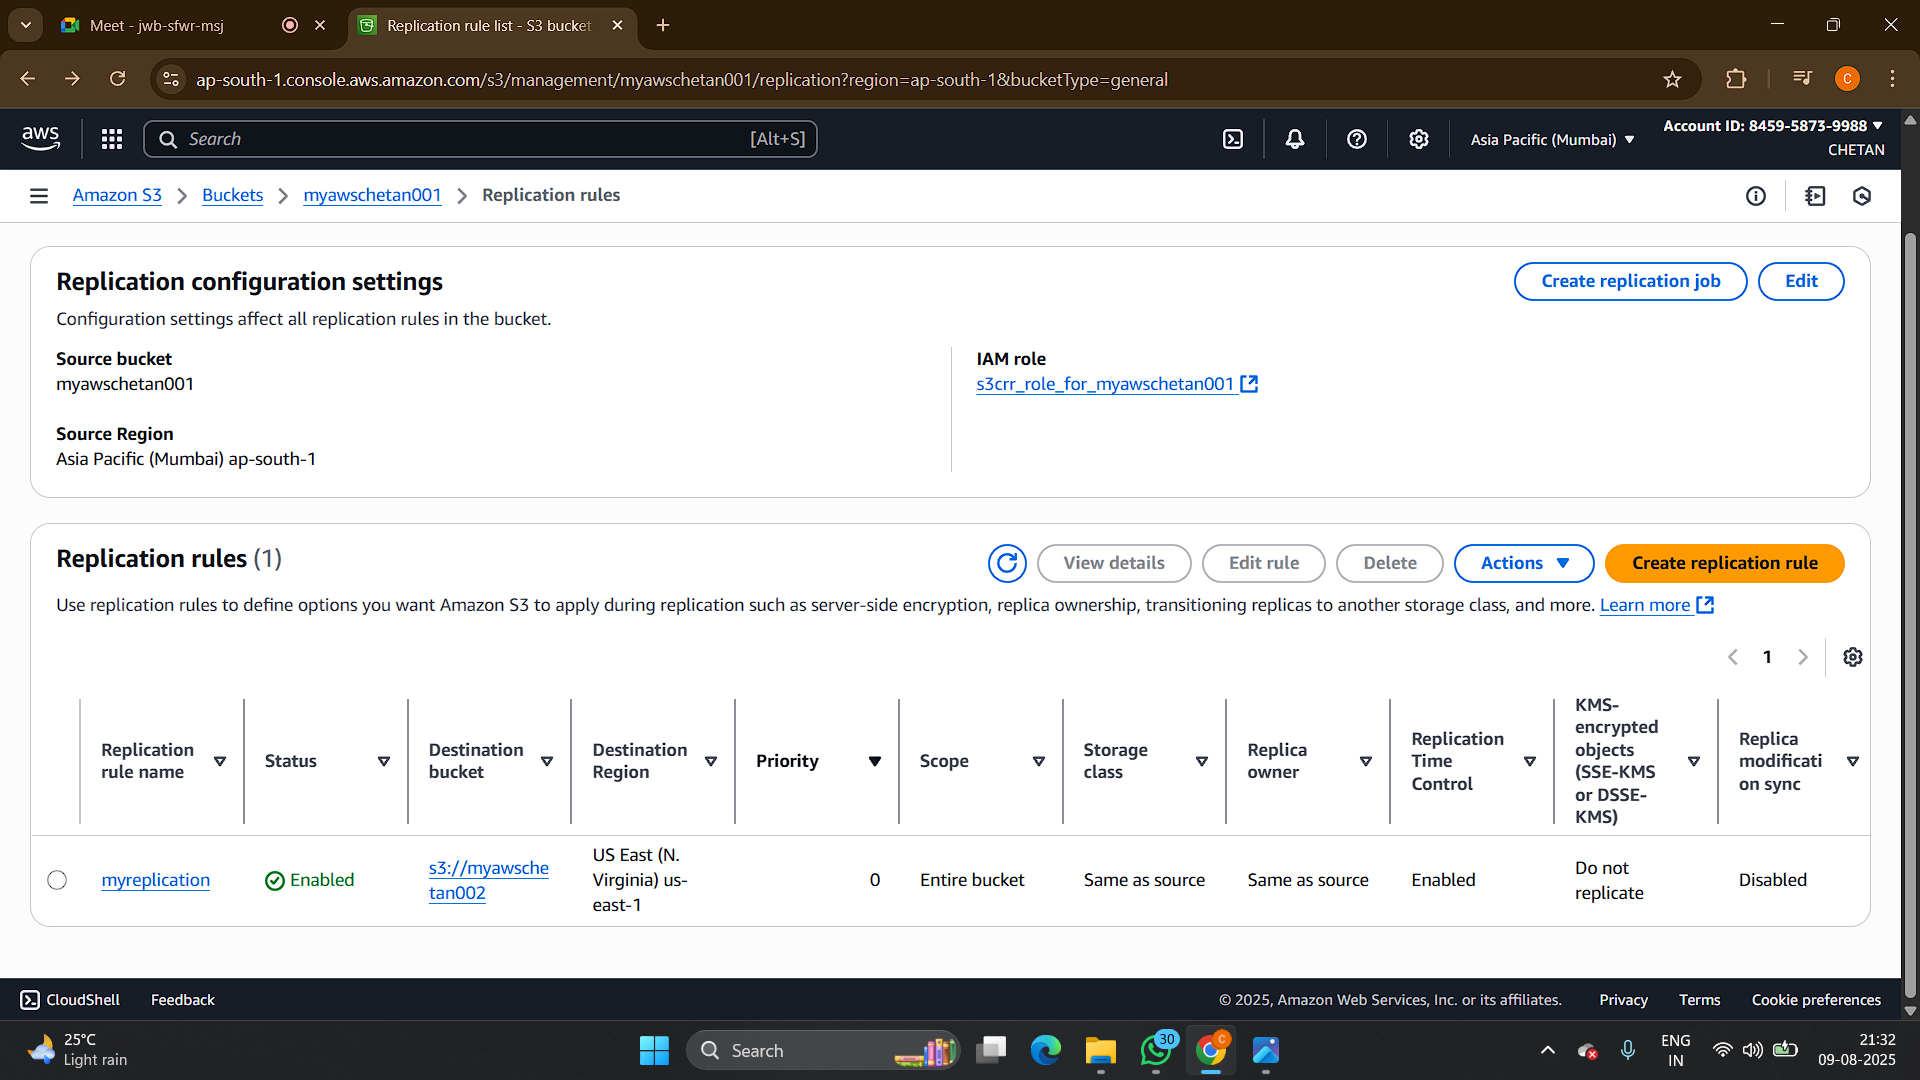 Meet - jwb-sfwr-msj
Replication rule list - S3 bucket
ap-south-1.console.aws.amazon.com/s3/management/myawschetan001/replication?region=ap-south-1&bucketType=general
C
aws
Search
[Alt+S]
Asia Pacific (Mumbai)
Account ID: 8459-5873-9988
CHETAN
Amazon S3
Buckets
myawschetan001
Replication rules
Replication configuration settings
Create replication job
Edit
Configuration settings affect all replication rules in the bucket.
Source bucket
myawschetan001
Source Region
Asia Pacific (Mumbai) ap-south-1
IAM role
s3crr_role_for_myawschetan001
Replication rules (1)
View details
Edit rule
Delete
Actions
Create replication rule
Use replication rules to define options you want Amazon S3 to apply during replication such as server-side encryption, replica ownership, transitioning replicas to another storage class, and more. Learn more
1
Replication
rule name
Status
Destination
bucket
Destination
Region
Priority
Scope
Storage
class
Replica
owner
Replication
Time
Control
KMS-
encrypted
objects
(SSE-KMS
or DSSE-
KMS)
Replica
modificati
on sync
myreplication
Enabled
s3://myawsche
tan002
US East (N.
Virginia) us-
east-1
0
Entire bucket
Same as source
Same as source
Enabled
Do not
replicate
Disabled
CloudShell
Feedback
© 2025, Amazon Web Services, Inc. or its affiliates.
Privacy
Terms
Cookie preferences
25°C
Light rain
Search
30
C
ENG
IN
21:32
09-08-2025